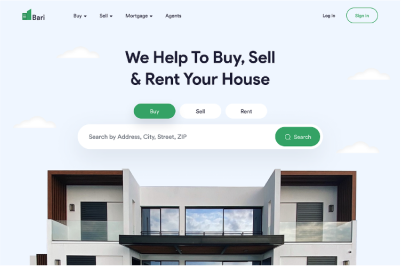 Bari
Buy Sell Mortgage Agents
Log in Sign in
We Help To Buy, Sell
& Rent Your House
Buy Sell Rent
Search by Address, City, Street, ZIP Search